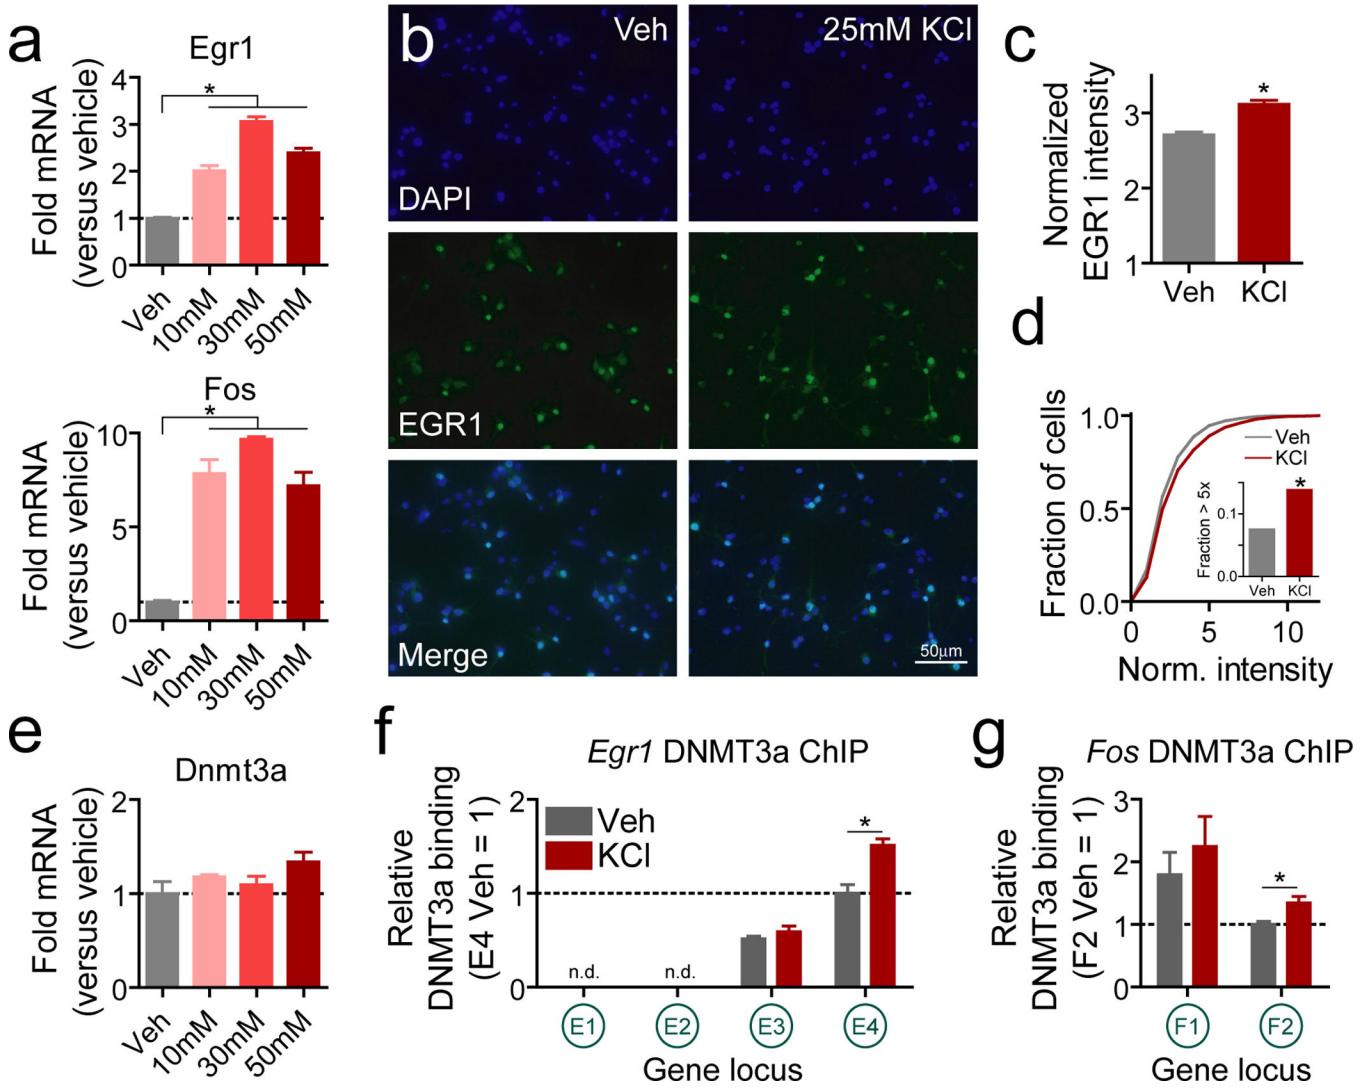 a
Egr1
Fold mRNA
(versus vehicle)
4
3
2
1
0
*
Veh
10mM
30mM
50mM
Fos
Fold mRNA
(versus vehicle)
10
5
0
*
Veh
10mM
30mM
50mM
b
Veh
25mM KCl
DAPI
EGR1
Merge
50μm
c
Normalized
EGR1 intensity
3
2
1
*
Veh
KCl
d
Fraction of cells
1.0
0.5
0.0
0
5
10
Norm. intensity
Veh
KCl
Fraction > 5x
0.1
0.0
*
Veh
KCl
e
Dnmt3a
Fold mRNA
(versus vehicle)
2
1
0
Veh
10mM
30mM
50mM
f
Egr1 DNMT3a ChIP
Relative
DNMT3a binding
(E4 Veh = 1)
2
1
0
Veh
KCl
n.d.
n.d.
*
E1
E2
E3
E4
Gene locus
g
Fos DNMT3a ChIP
Relative
DNMT3a binding
(F2 Veh = 1)
3
2
1
0
*
F1
F2
Gene locus